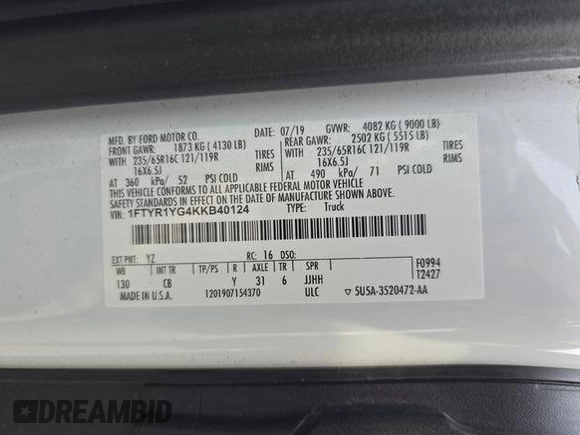 MFD. BY FORD MOTOR CO.
DATE: 07/19 GVWR: 4082 KG ( 9000 LB)
FRONT GAWR: 1873 KG ( 4130 LB) REAR GAWR: 2502 KG ( 5515 LB)
WITH 235/65R16C 121/119R TIRES WITH 235/65R16C 121/119R TIRES
16X6.5J RIMS 16X6.5J RIMS
AT 360 kPa/ 52 PSI COLD AT 490 kPa/ 71 PSI COLD
THIS VEHICLE CONFORMS TO ALL APPLICABLE FEDERAL MOTOR VEHICLE
SAFETY STANDARDS IN EFFECT ON THE DATE OF MANUFACTURE SHOWN ABOVE.
VIN: 1FTYR1YG4KKB40124 TYPE: Truck
EXT PNT: YZ RC: 16 DSO:
WB INT TR TP/PS R AXLE TR SPR
130 CB Y 31 6 JJHH
F0994
T2427
MADE IN U.S.A. 1201907154370 ULC ▽ 5U5A-3520472-AA
DREAMBID